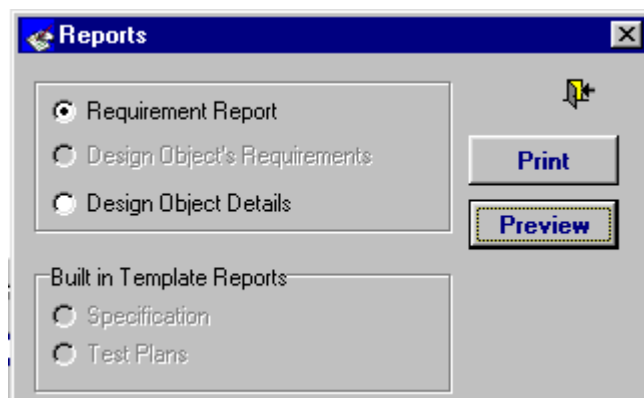 Reports
Requirement Report
Design Object's Requirements
Design Object Details
Print
Preview
Built in Template Reports
Specification
Test Plans